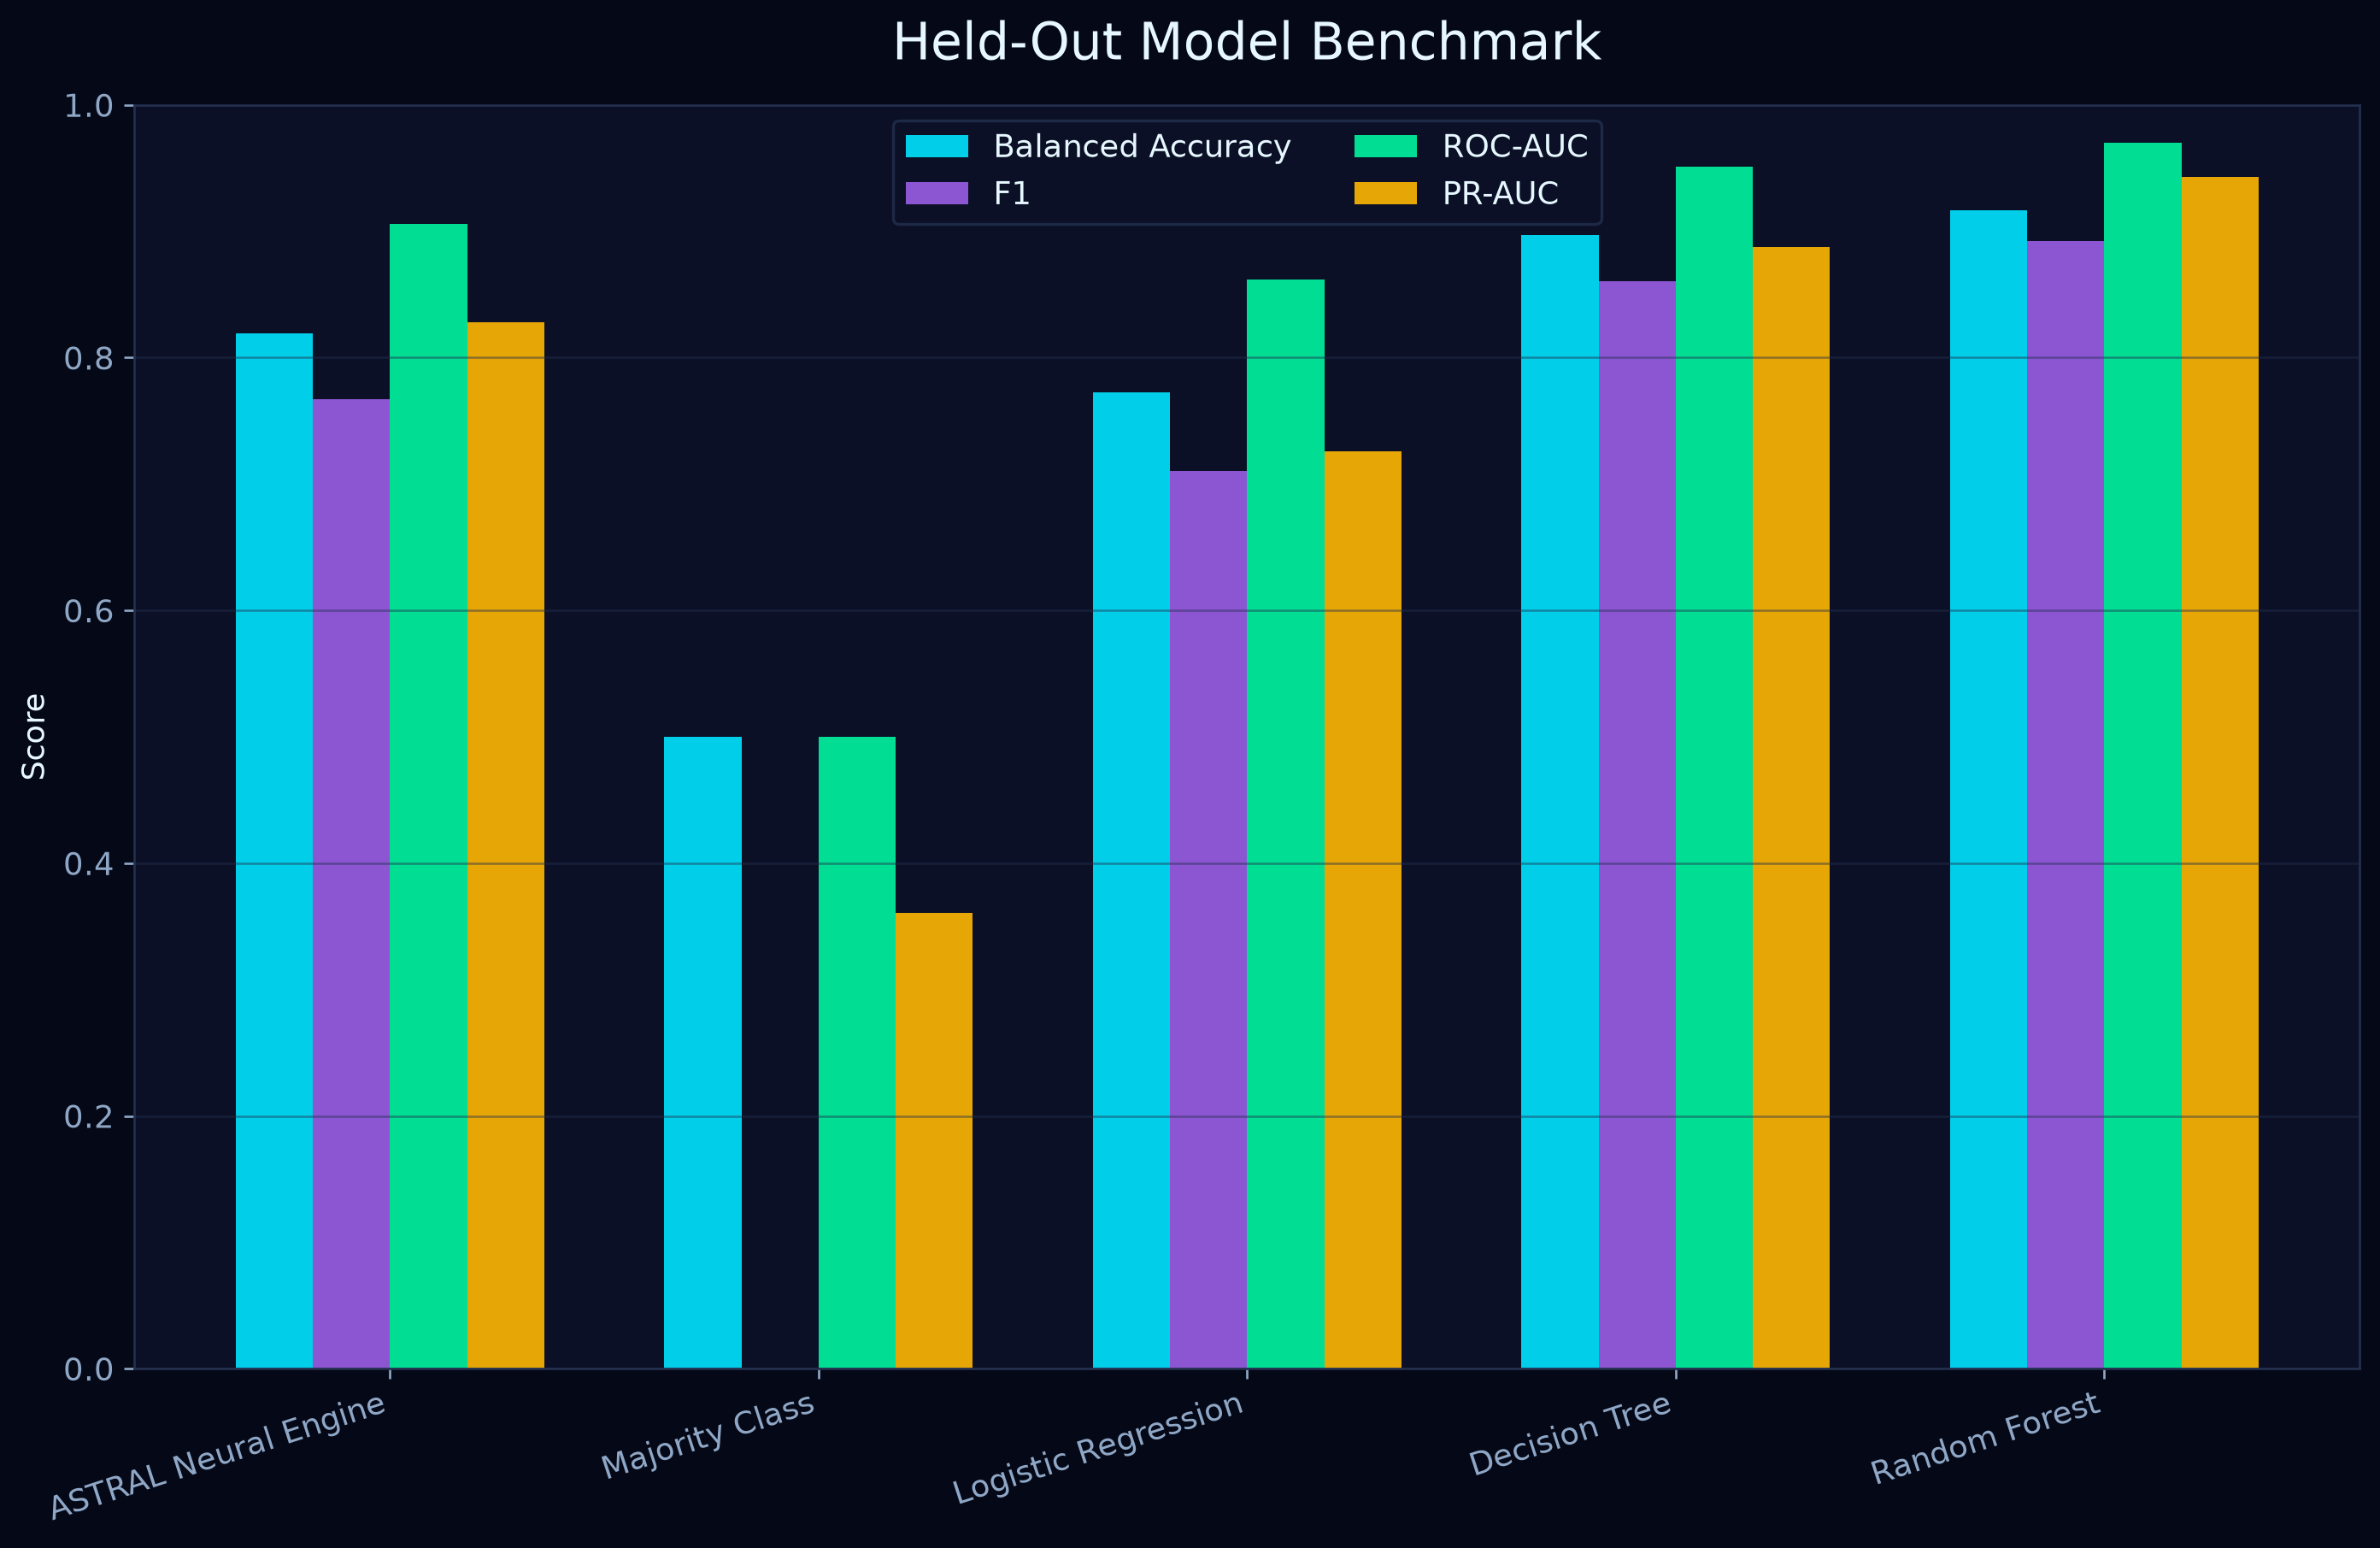 Held-Out Model Benchmark
Balanced Accuracy
F1
ROC-AUC
PR-AUC
Score
1.0
0.8
0.6
0.4
0.2
0.0
ASTRAL Neural Engine
Majority Class
Logistic Regression
Decision Tree
Random Forest